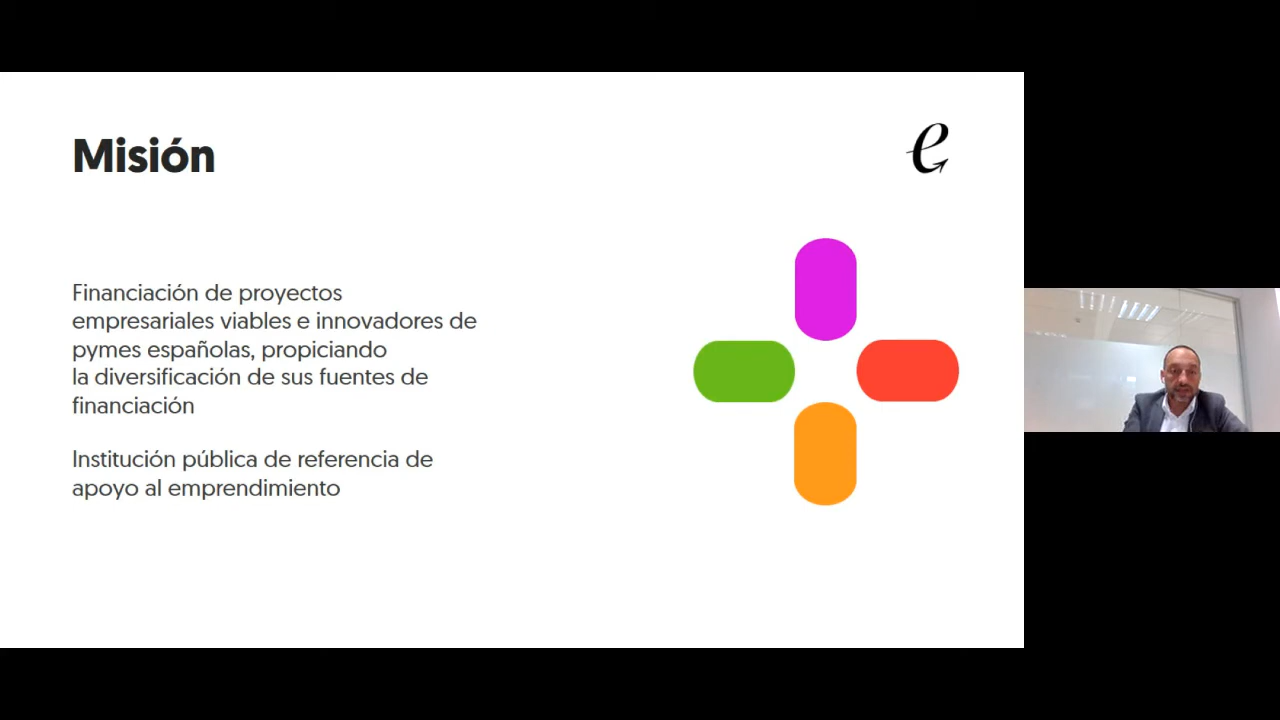 Misión
e
Financiación de proyectos
empresariales viables e innovadores de
pymes españolas, propiciando
la diversificación de sus fuentes de
financiación
Institución pública de referencia de
apoyo al emprendimiento